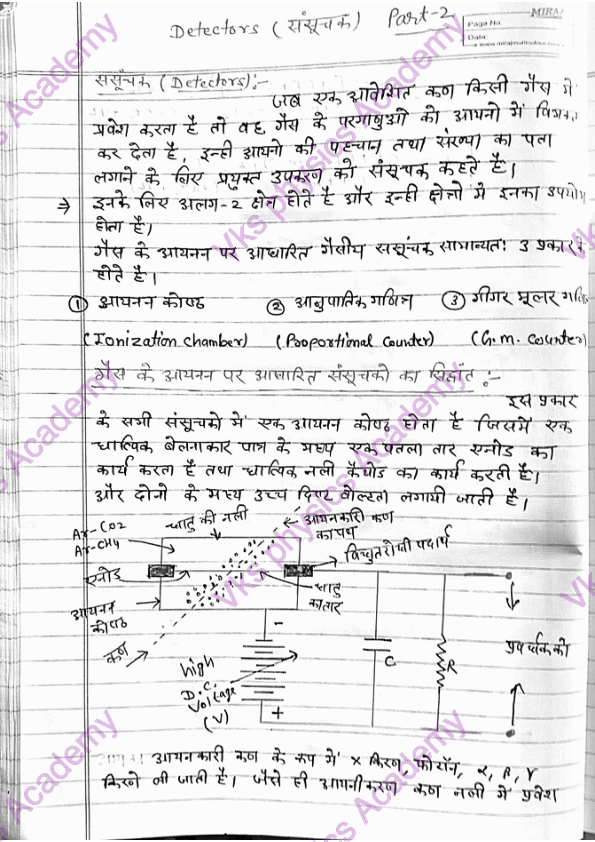 Detectors (संसूचक) Part-2
MIRAJ
Page No.
Date:
संसूचक (Detectors):-
जब एक आवेशित कण किसी गैस में
प्रवेश करता है तो वह गैस के परमाणुओं को आयनो में विभक्त
कर देता है, इन्ही आयनो की पहचान तथा संख्या का पता
लगाने के लिए प्रयुक्त उपकरण को संसूचक कहते है।
→ इनके लिए अलग-2 क्षेत्र होते है और इन्ही क्षेत्रो में इनका उपयोग
होता है।
गैस के आयनन पर आधारित गैसीय संसूचक सामान्यतः 3 प्रकार के
होते है।
① आयनन कोष्ठ ② आनुपातिक गणित्र ③ गीगर मूलर गणित्र
(Ionization chamber) (Proportional Counter) (G.m. Counter)
गैस के आयनन पर आधारित संसूचको का सिद्धांत:-
इस प्रकार
के सभी संसूचको में एक आयनन कोष्ठ होता है जिसमें एक
धात्विक बेलनाकार पात्र के मध्य एक पतला तार एनोड का
कार्य करता है तथा धात्विक नली कैथोड का कार्य करती है।
और दोनो के मध्य उच्च दिष्ट वोल्टता लगायी जाती है।
Ar-CO2
Ar-CH4
धातु की नली
आयनकारी कण
का पथ
विधुतरोधी पदार्थ
एनोड
आयनन
कोष्ठ
धातु
का तार
कण
-
high
D.C.
Voltage
(V)
+
C
R
प्रवर्धक को
आयनकारी कण के रूप में x किरण, फोटॉन, α, β, γ
किरणे ली जाती है। जैसे ही आयनीकरण कण नली में प्रवेश
Vks physics Academy